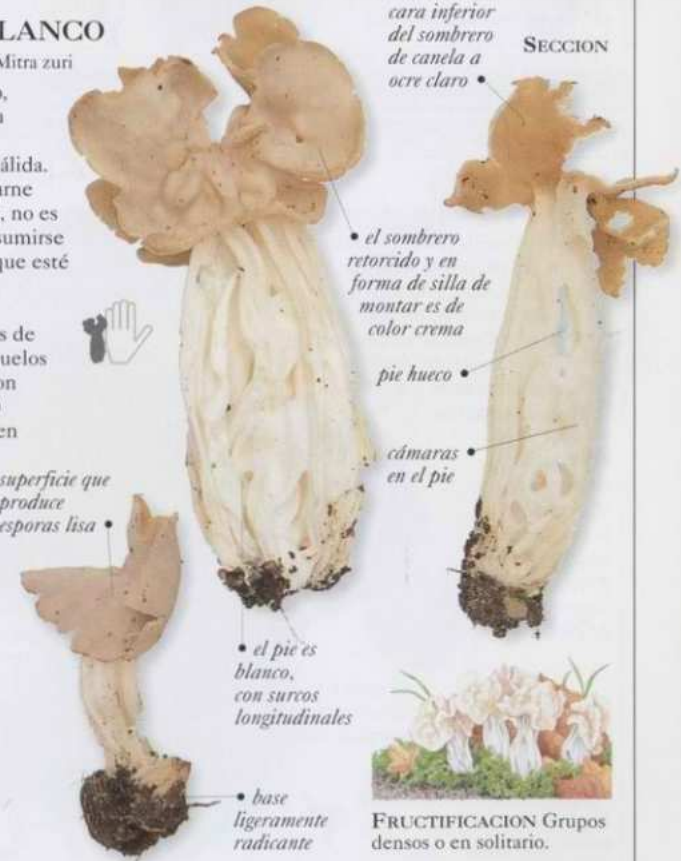 LANCO
Mitra zuri
álida.
arne
, no es
sumirse
que esté
s de
uelos
on
en
cara inferior
del sombrero
de canela a
ocre claro
SECCION
el sombrero
retorcido y en
forma de silla de
montar es de
color crema
pie hueco
cámaras
en el pie
superficie que
produce
esporas lisa
el pie es
blanco,
con surcos
longitudinales
base
ligeramente
radicante
FRUCTIFICACION Grupos
densos o en solitario.